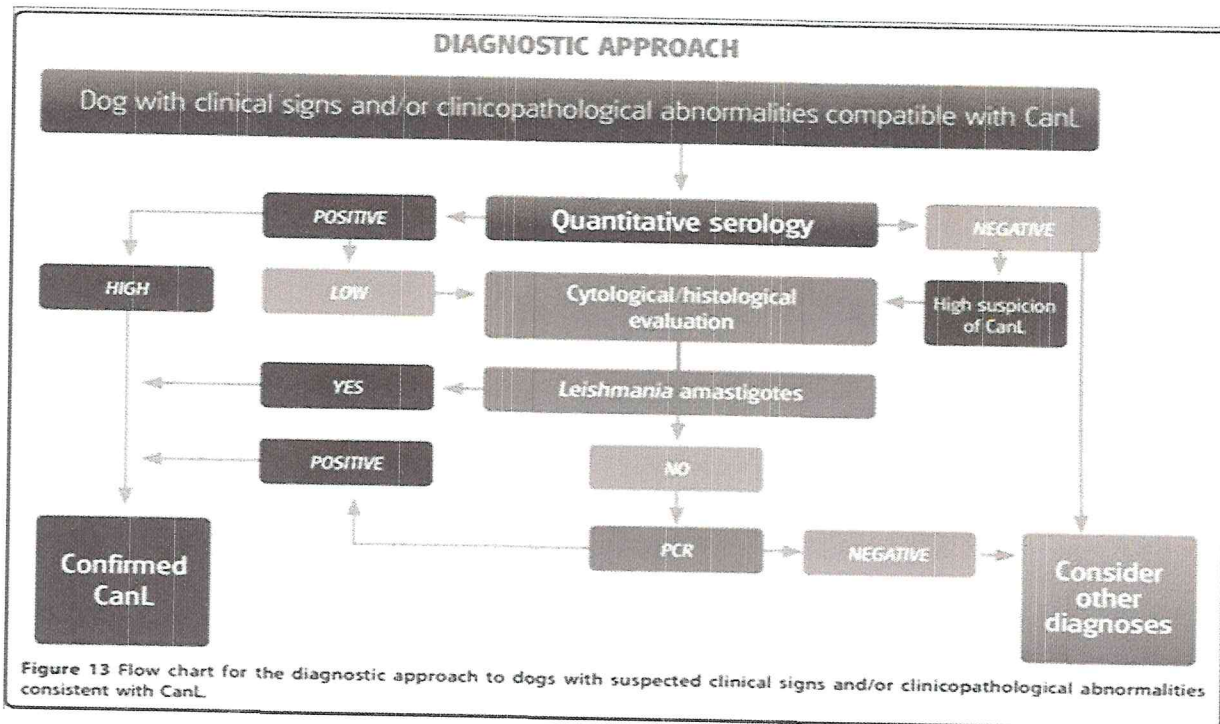 DIAGNOSTIC APPROACH
Dog with clinical signs and/or clinicopathological abnormalities compatible with CanL
POSITIVE
Quantitative serology
NEGATIVE
HIGH
LOW
Cytological/histological
evaluation
High suspicion
of CanL
YES
Leishmania amastigotes
POSITIVE
NO
PCR
NEGATIVE
Confirmed
CanL
Consider
other
diagnoses
Figure 13 Flow chart for the diagnostic approach to dogs with suspected clinical signs and/or clinicopathological abnormalities
consistent with CanL.